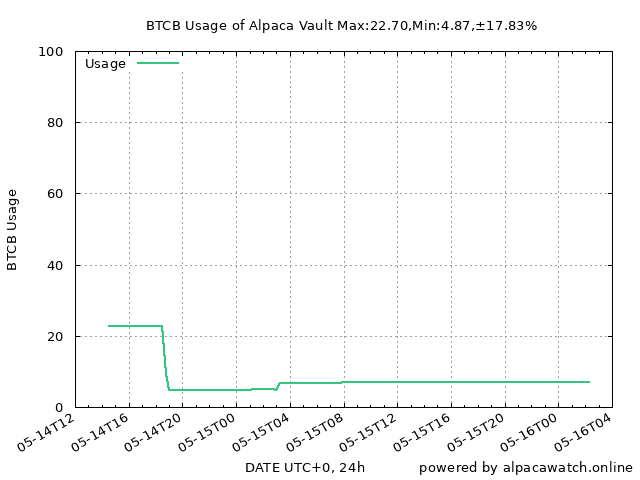 BTCB Usage of Alpaca Vault Max:22.70,Min:4.87,±17.83%
Usage
100
80
60
40
20
0
BTCB Usage
05-14T12
05-14T16
05-14T20
05-15T00
05-15T04
05-15T08
05-15T12
05-15T16
05-15T20
05-16T00
05-16T04
DATE UTC+0, 24h
powered by alpacawatch.online